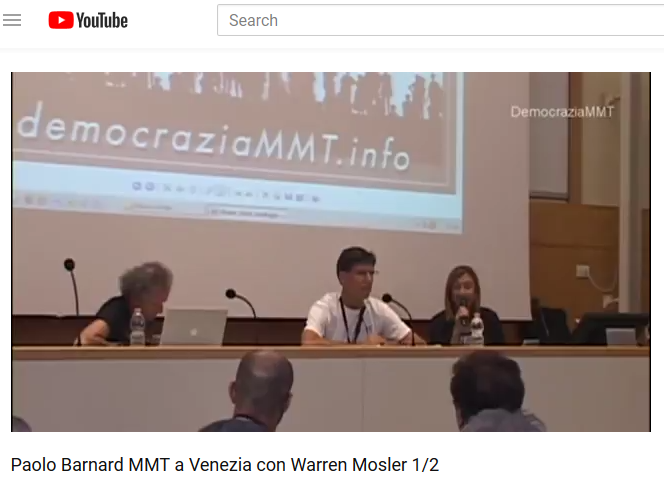 YouTube
Search
DemocraziaMMT
democraziaMMT.info
Paolo Barnard MMT a Venezia con Warren Mosler 1/2